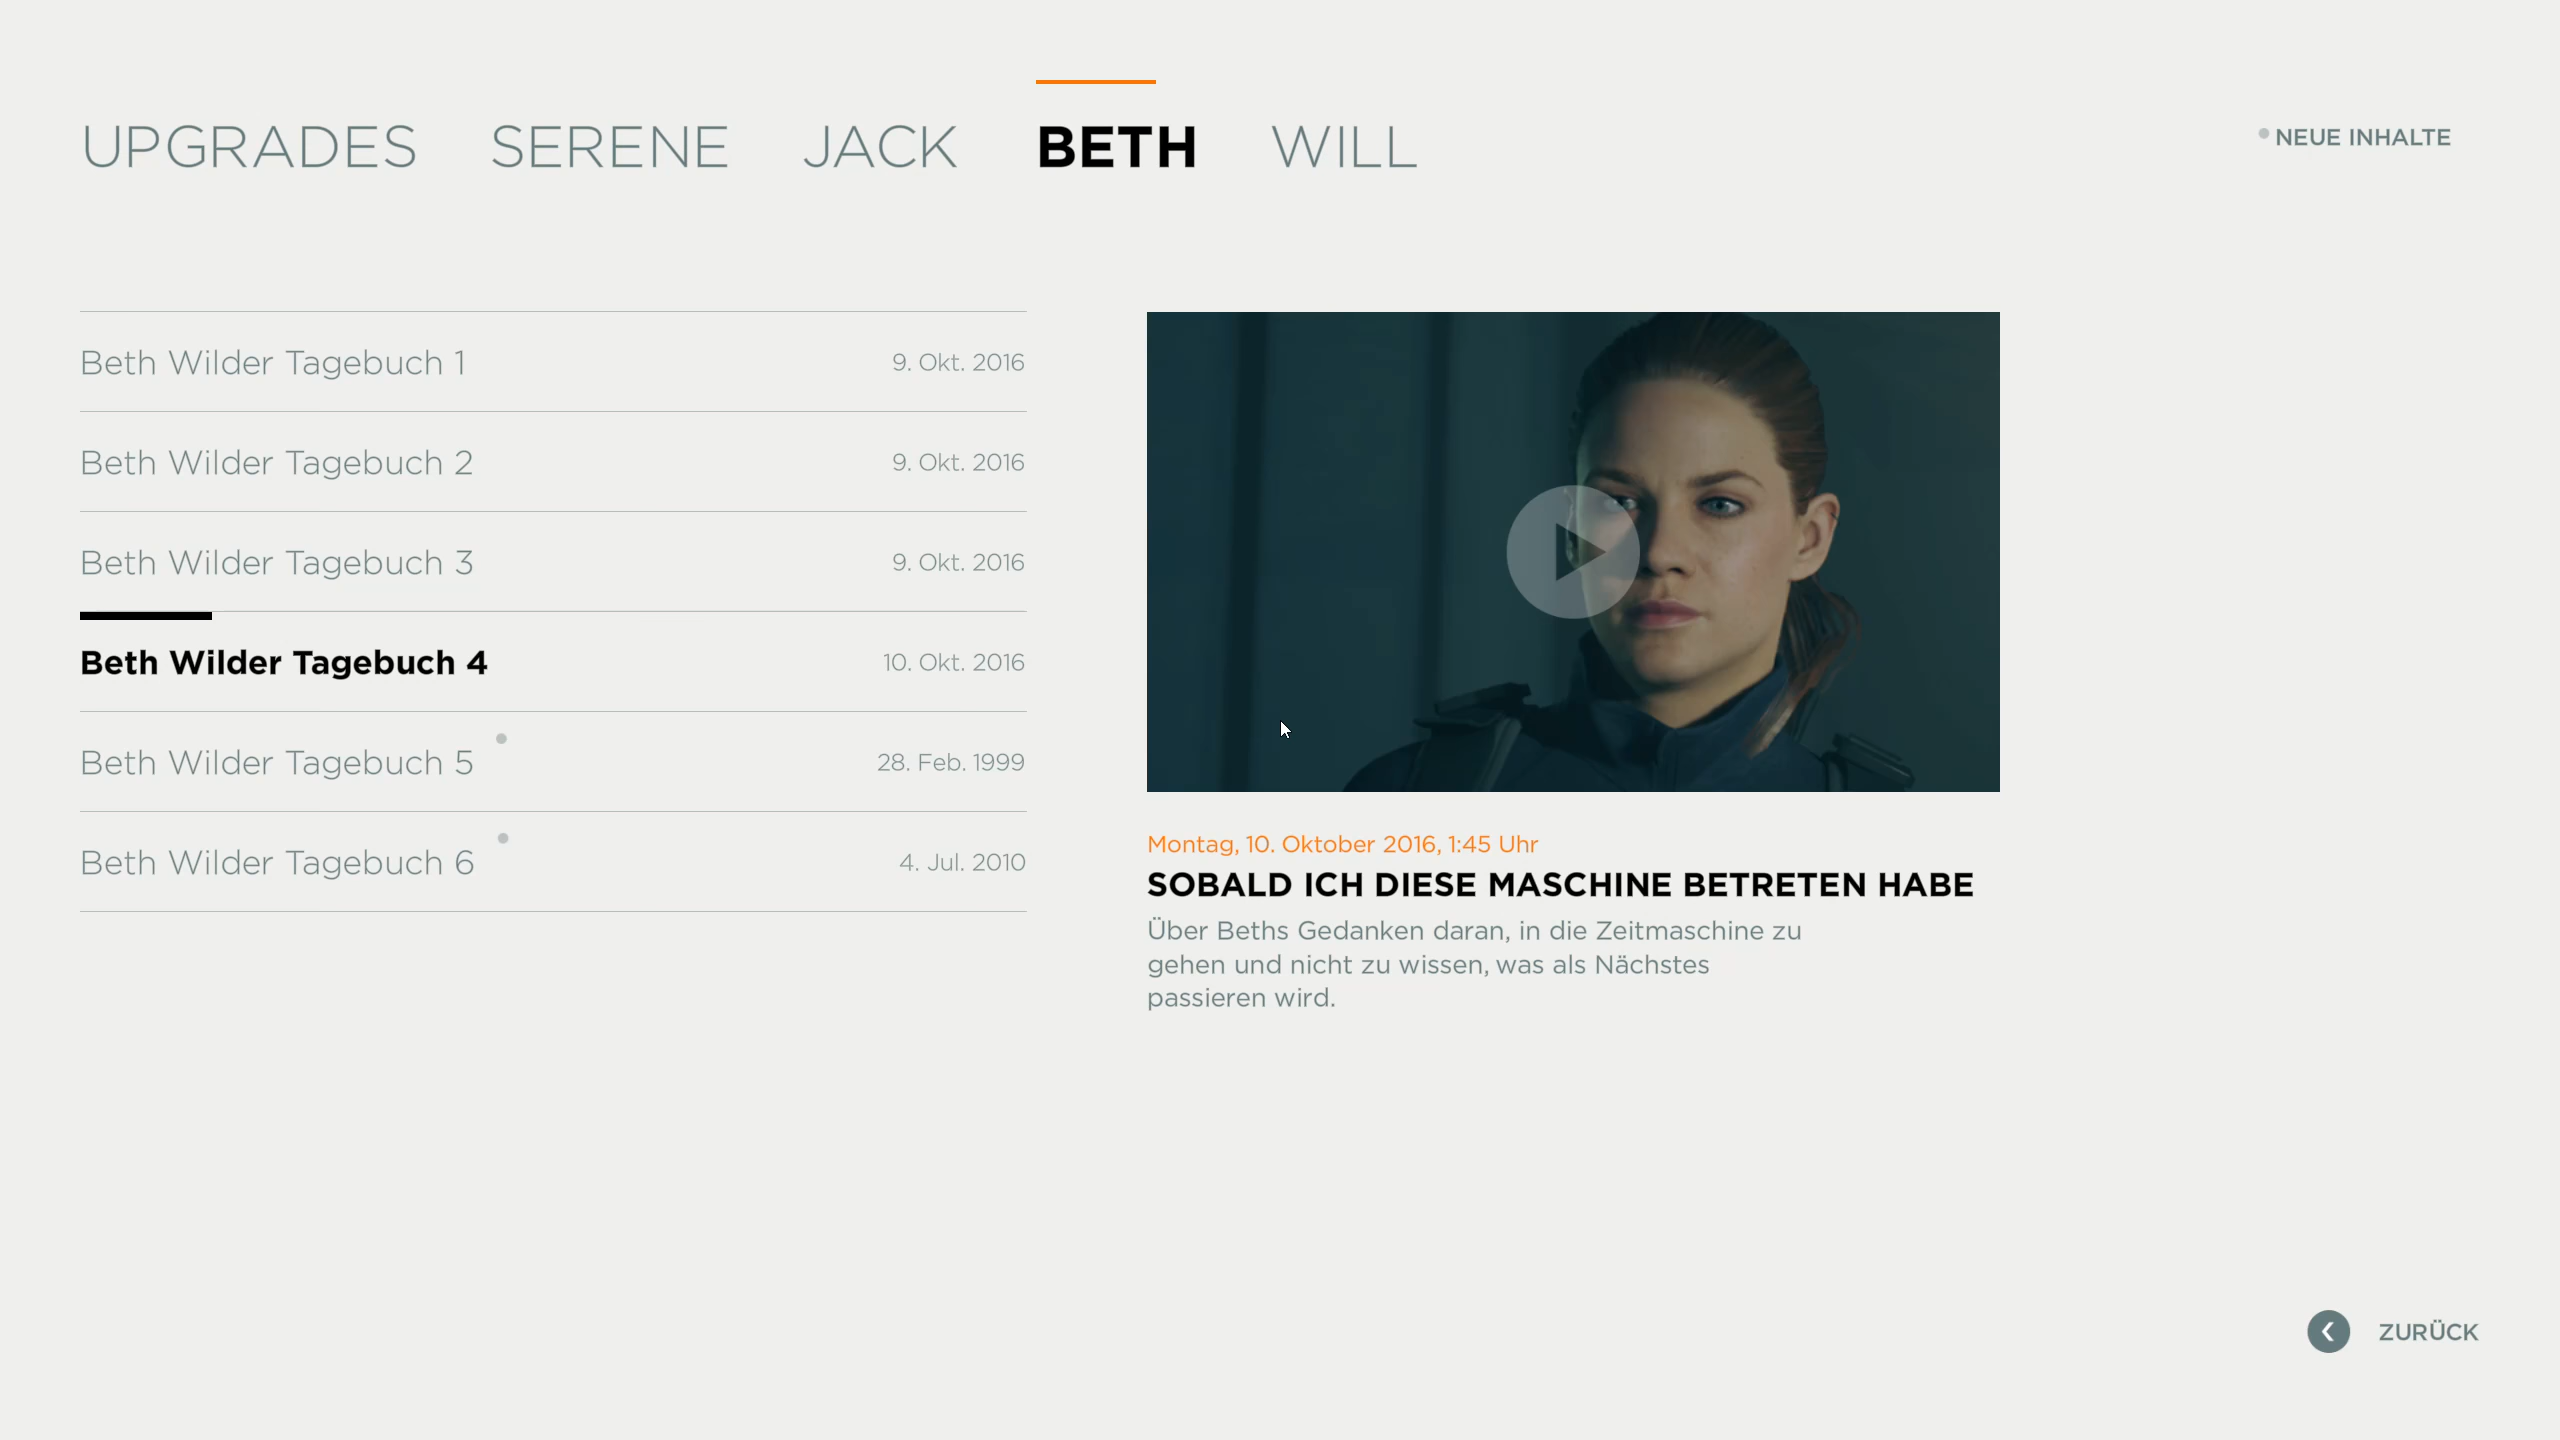 UPGRADES SERENE JACK BETH WILL
NEUE INHALTE
Beth Wilder Tagebuch 1 9. Okt. 2016
Beth Wilder Tagebuch 2 9. Okt. 2016
Beth Wilder Tagebuch 3 9. Okt. 2016
Beth Wilder Tagebuch 4 10. Okt. 2016
Beth Wilder Tagebuch 5 28. Feb. 1999
Beth Wilder Tagebuch 6 4. Jul. 2010
Montag, 10. Oktober 2016, 1:45 Uhr
SOBALD ICH DIESE MASCHINE BETRETEN HABE
Über Beths Gedanken daran, in die Zeitmaschine zu
gehen und nicht zu wissen, was als Nächstes
passieren wird.
ZURÜCK